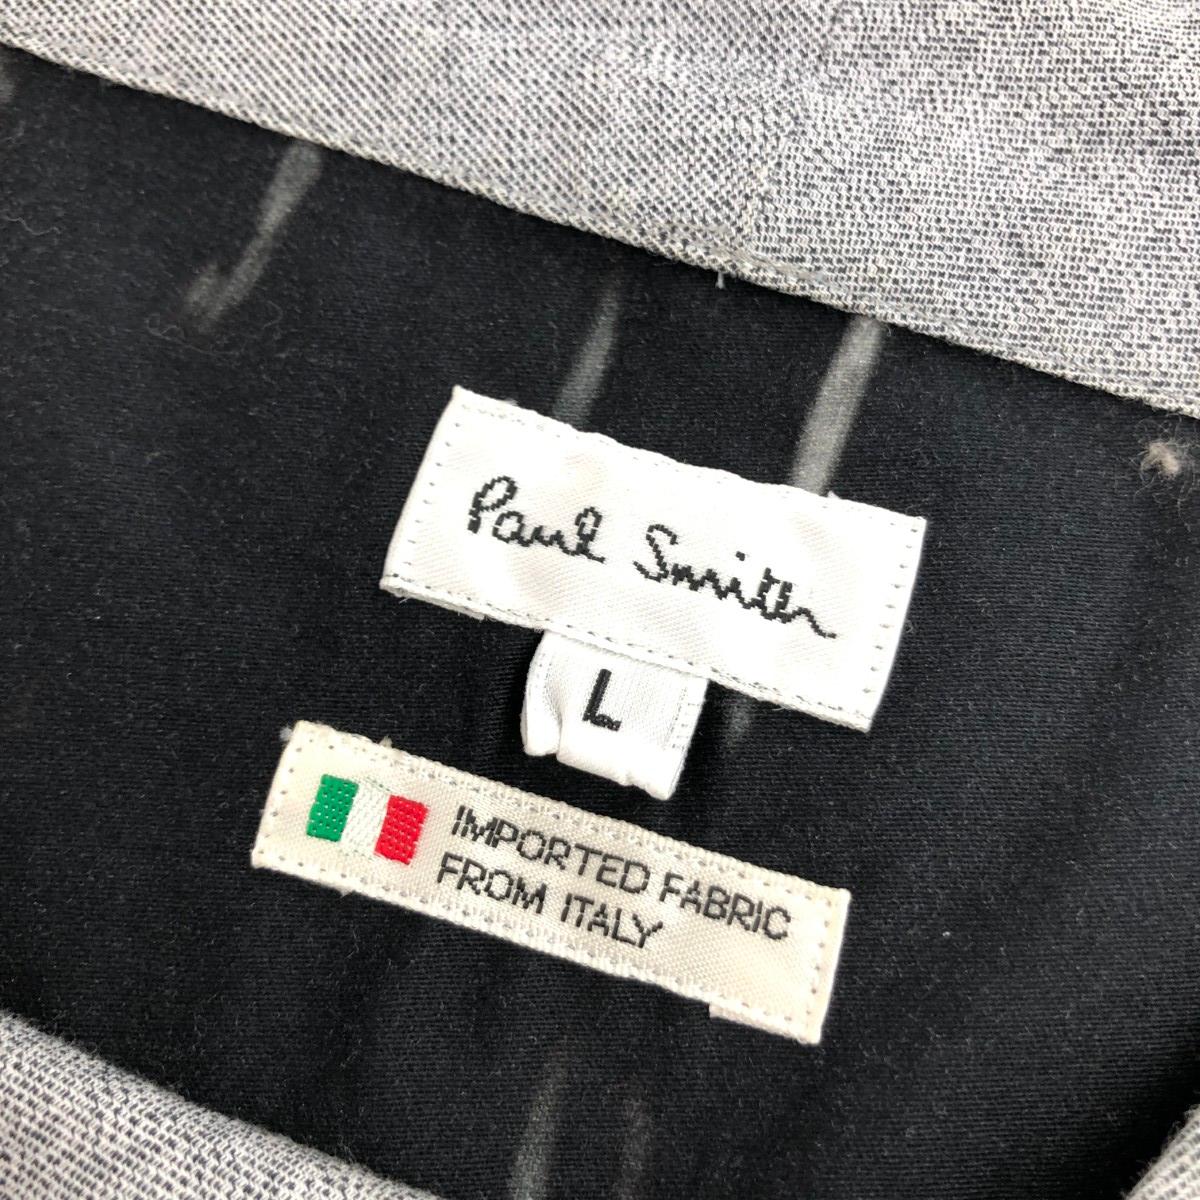 Paul Smith
L
IMPORTED FABRIC
FROM ITALY